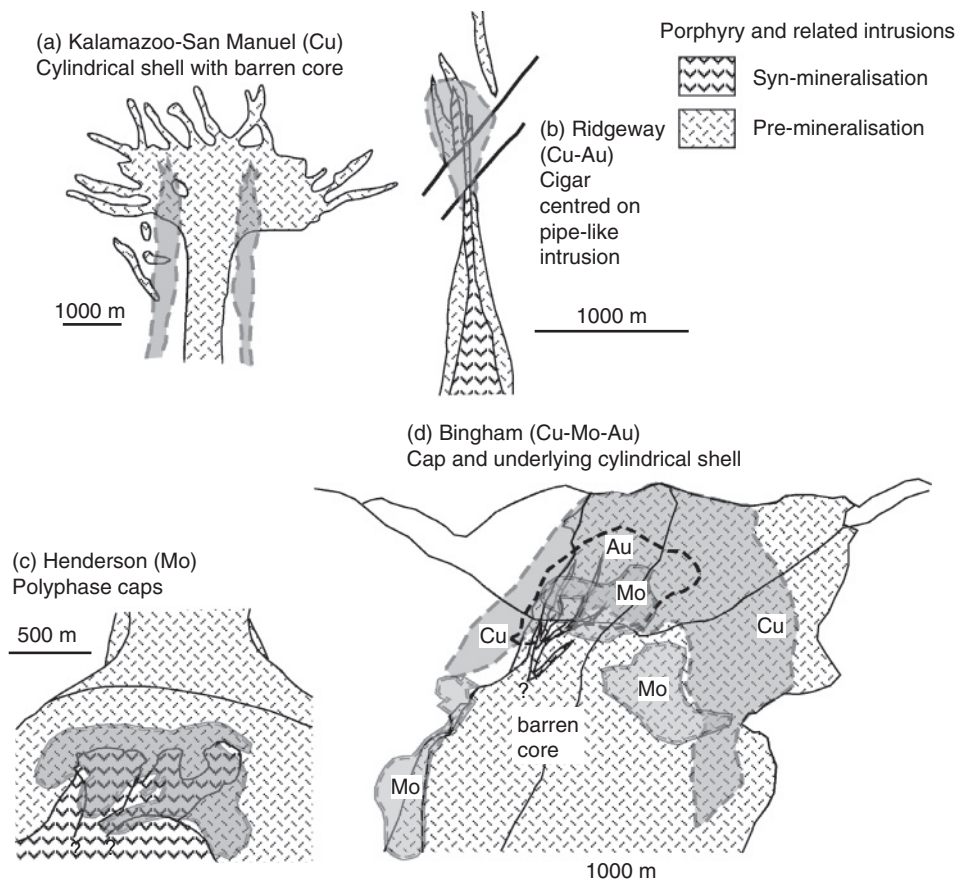 (a) Kalamazoo-San Manuel (Cu)
Cylindrical shell with barren core
1000 m
(b) Ridgeway
(Cu-Au)
Cigar
centred on
pipe-like
intrusion
1000 m
Porphyry and related intrusions
Syn-mineralisation
Pre-mineralisation
(c) Henderson (Mo)
Polyphase caps
500 m
? ?
(d) Bingham (Cu-Mo-Au)
Cap and underlying cylindrical shell
Au
Mo
Cu
Cu
?
Mo
barren
core
Mo
1000 m